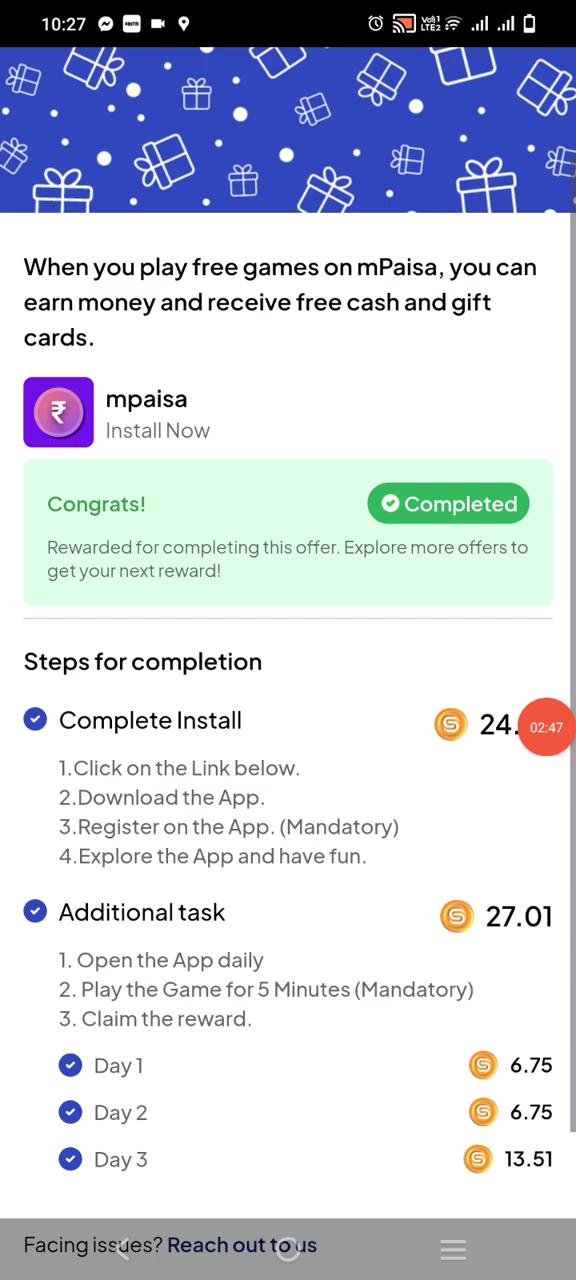 10:27
When you play free games on mPaisa, you can
earn money and receive free cash and gift
cards.
mpaisa
Install Now
Congrats!
Completed
Rewarded for completing this offer. Explore more offers to
get your next reward!
Steps for completion
Complete Install
24.
02:47
1.Click on the Link below.
2.Download the App.
3.Register on the App. (Mandatory)
4.Explore the App and have fun.
Additional task
27.01
1. Open the App daily
2. Play the Game for 5 Minutes (Mandatory)
3. Claim the reward.
Day 1
6.75
Day 2
6.75
Day 3
13.51
Facing issues? Reach out to us